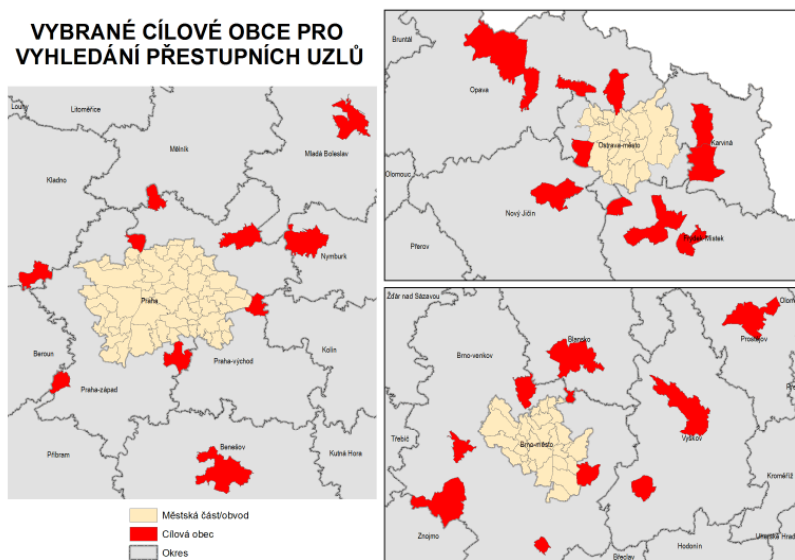 VYBRANÉ CÍLOVÉ OBCE PRO
VYHLEDÁNÍ PŘESTUPNÍCH UZLŮ
Louny
Litoměřice
Mělník
Mladá Boleslav
Kladno
Nymburk
Praha
Beroun
Praha-západ
Praha-východ
Kolín
Příbram
Benešov
Kutná Hora
Městská část/obvod
Cílová obec
Okres
Bruntál
Opava
Ostrava-město
Karviná
Olomouc
Nový Jičín
Přerov
Frýdek-Místek
Žďár nad Sázavou
Olom
Brno-venkov
Blansko
Prostějov
Třebíč
Brno-město
Vyškov
Kroměříž
Znojmo
Břeclav
Hodonín
Uherské Hrad